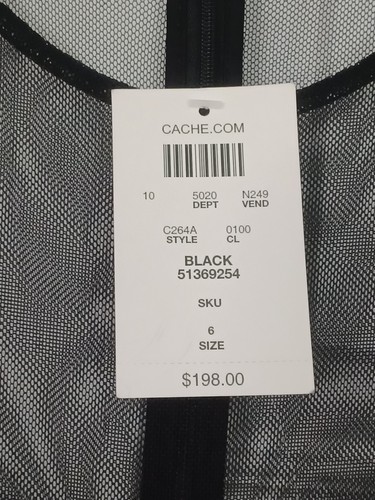 CACHE.COM
10 5020 N249
DEPT VEND
C264A 0100
STYLE CL
BLACK
51369254
SKU
6
SIZE
$198.00